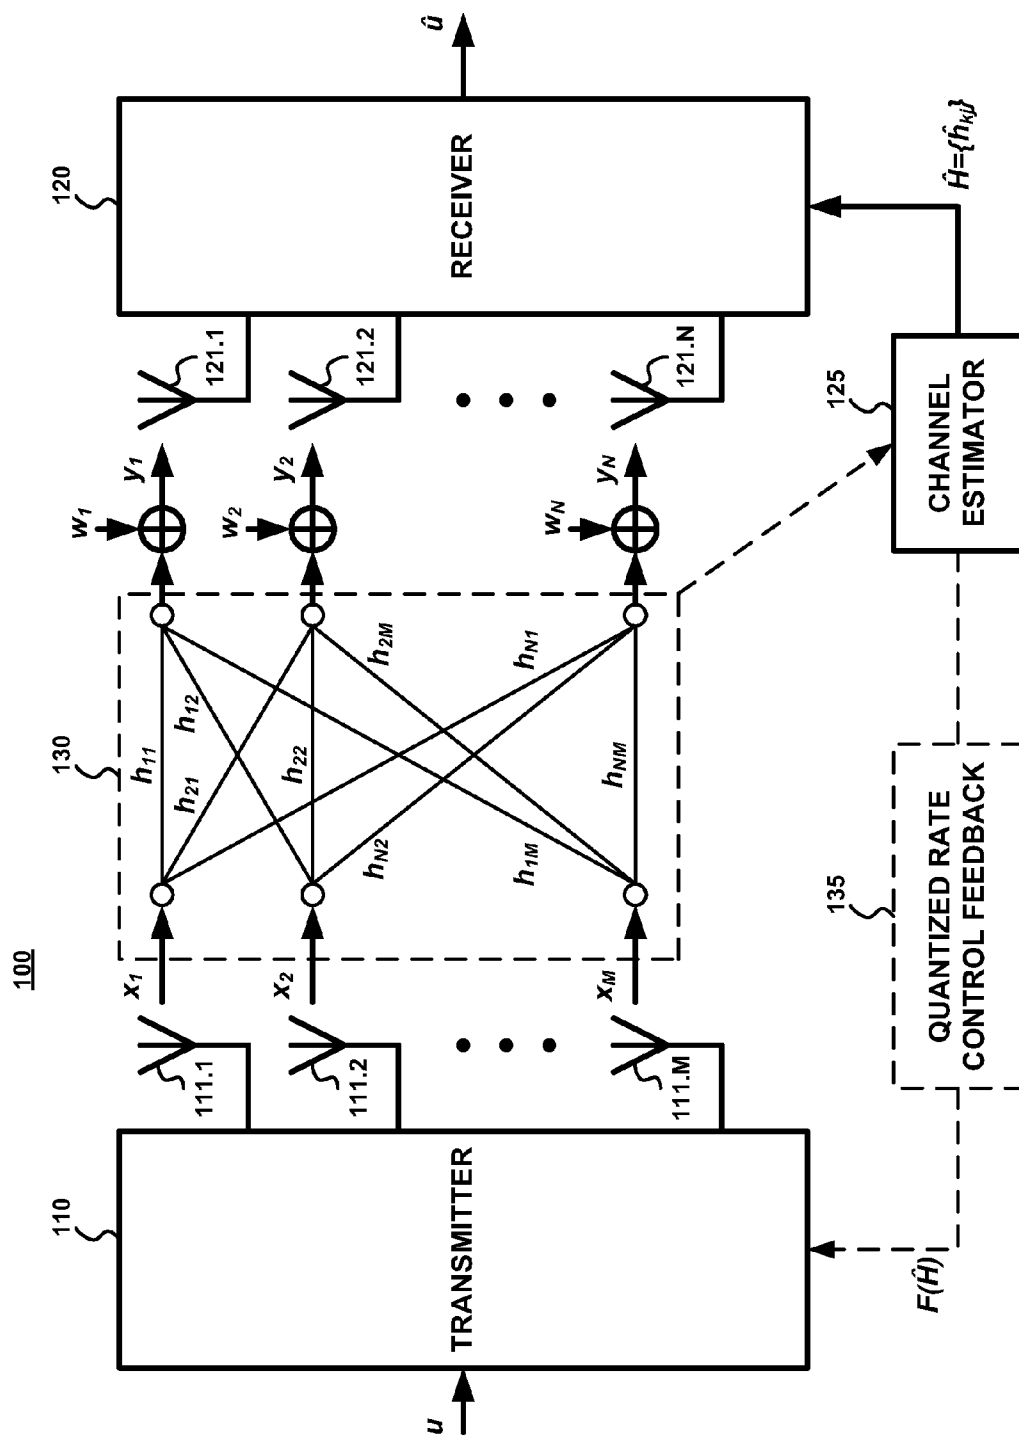 100
110
TRANSMITTER
u
F(Ĥ)
111.1
111.2
111.M
x1
x2
xM
130
h11
h12
h21
h22
h2M
hN2
hN1
h1M
hNM
w1
w2
wN
y1
y2
yN
121.1
121.2
121.N
120
RECEIVER
û
125
CHANNEL
ESTIMATOR
Ĥ={ĥkj}
135
QUANTIZED RATE
CONTROL FEEDBACK